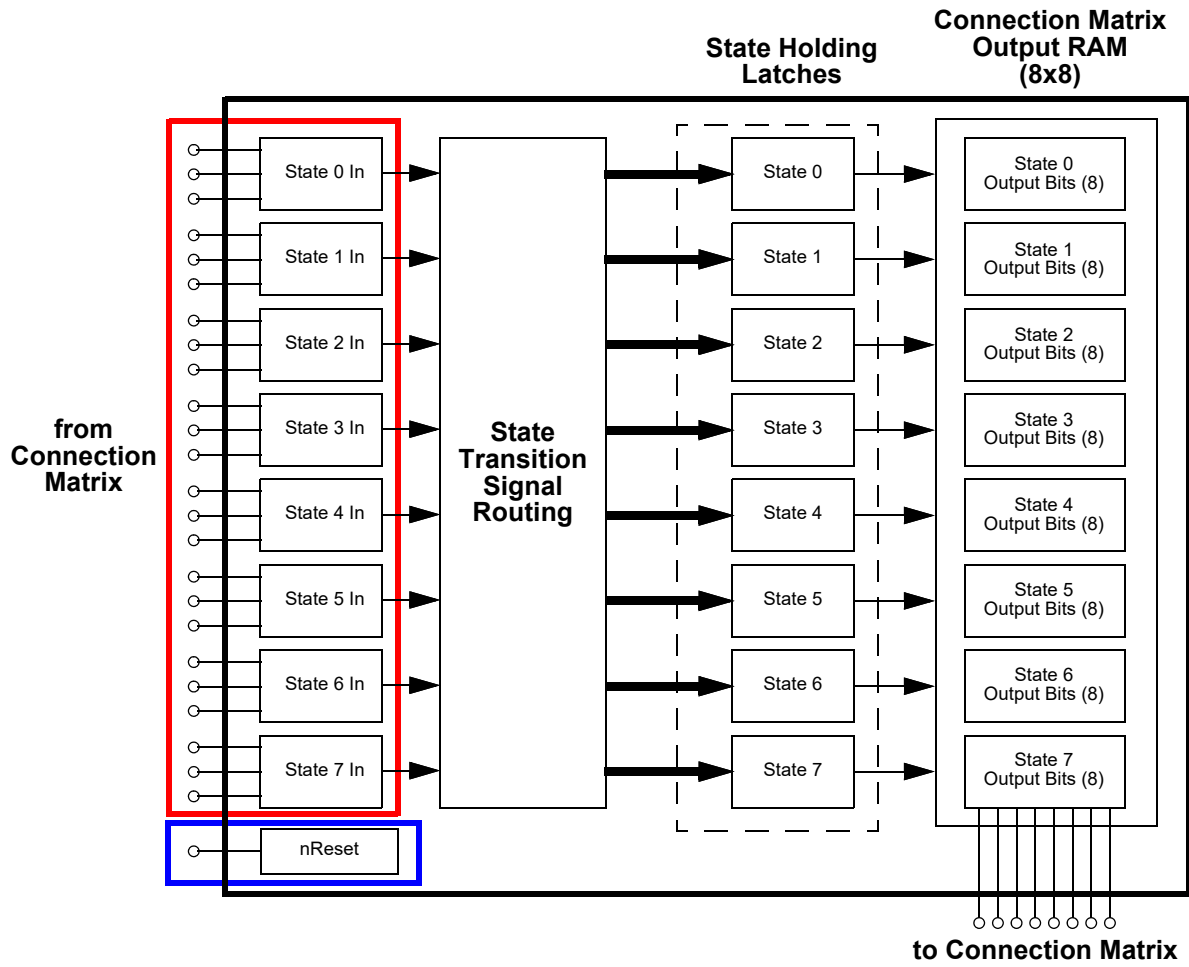 Connection Matrix
Output RAM
(8x8)
State Holding
Latches
from
Connection
Matrix
State 0 In
State 1 In
State 2 In
State 3 In
State 4 In
State 5 In
State 6 In
State 7 In
nReset
State
Transition
Signal
Routing
State 0
State 1
State 2
State 3
State 4
State 5
State 6
State 7
State 0
Output Bits (8)
State 1
Output Bits (8)
State 2
Output Bits (8)
State 3
Output Bits (8)
State 4
Output Bits (8)
State 5
Output Bits (8)
State 6
Output Bits (8)
State 7
Output Bits (8)
to Connection Matrix